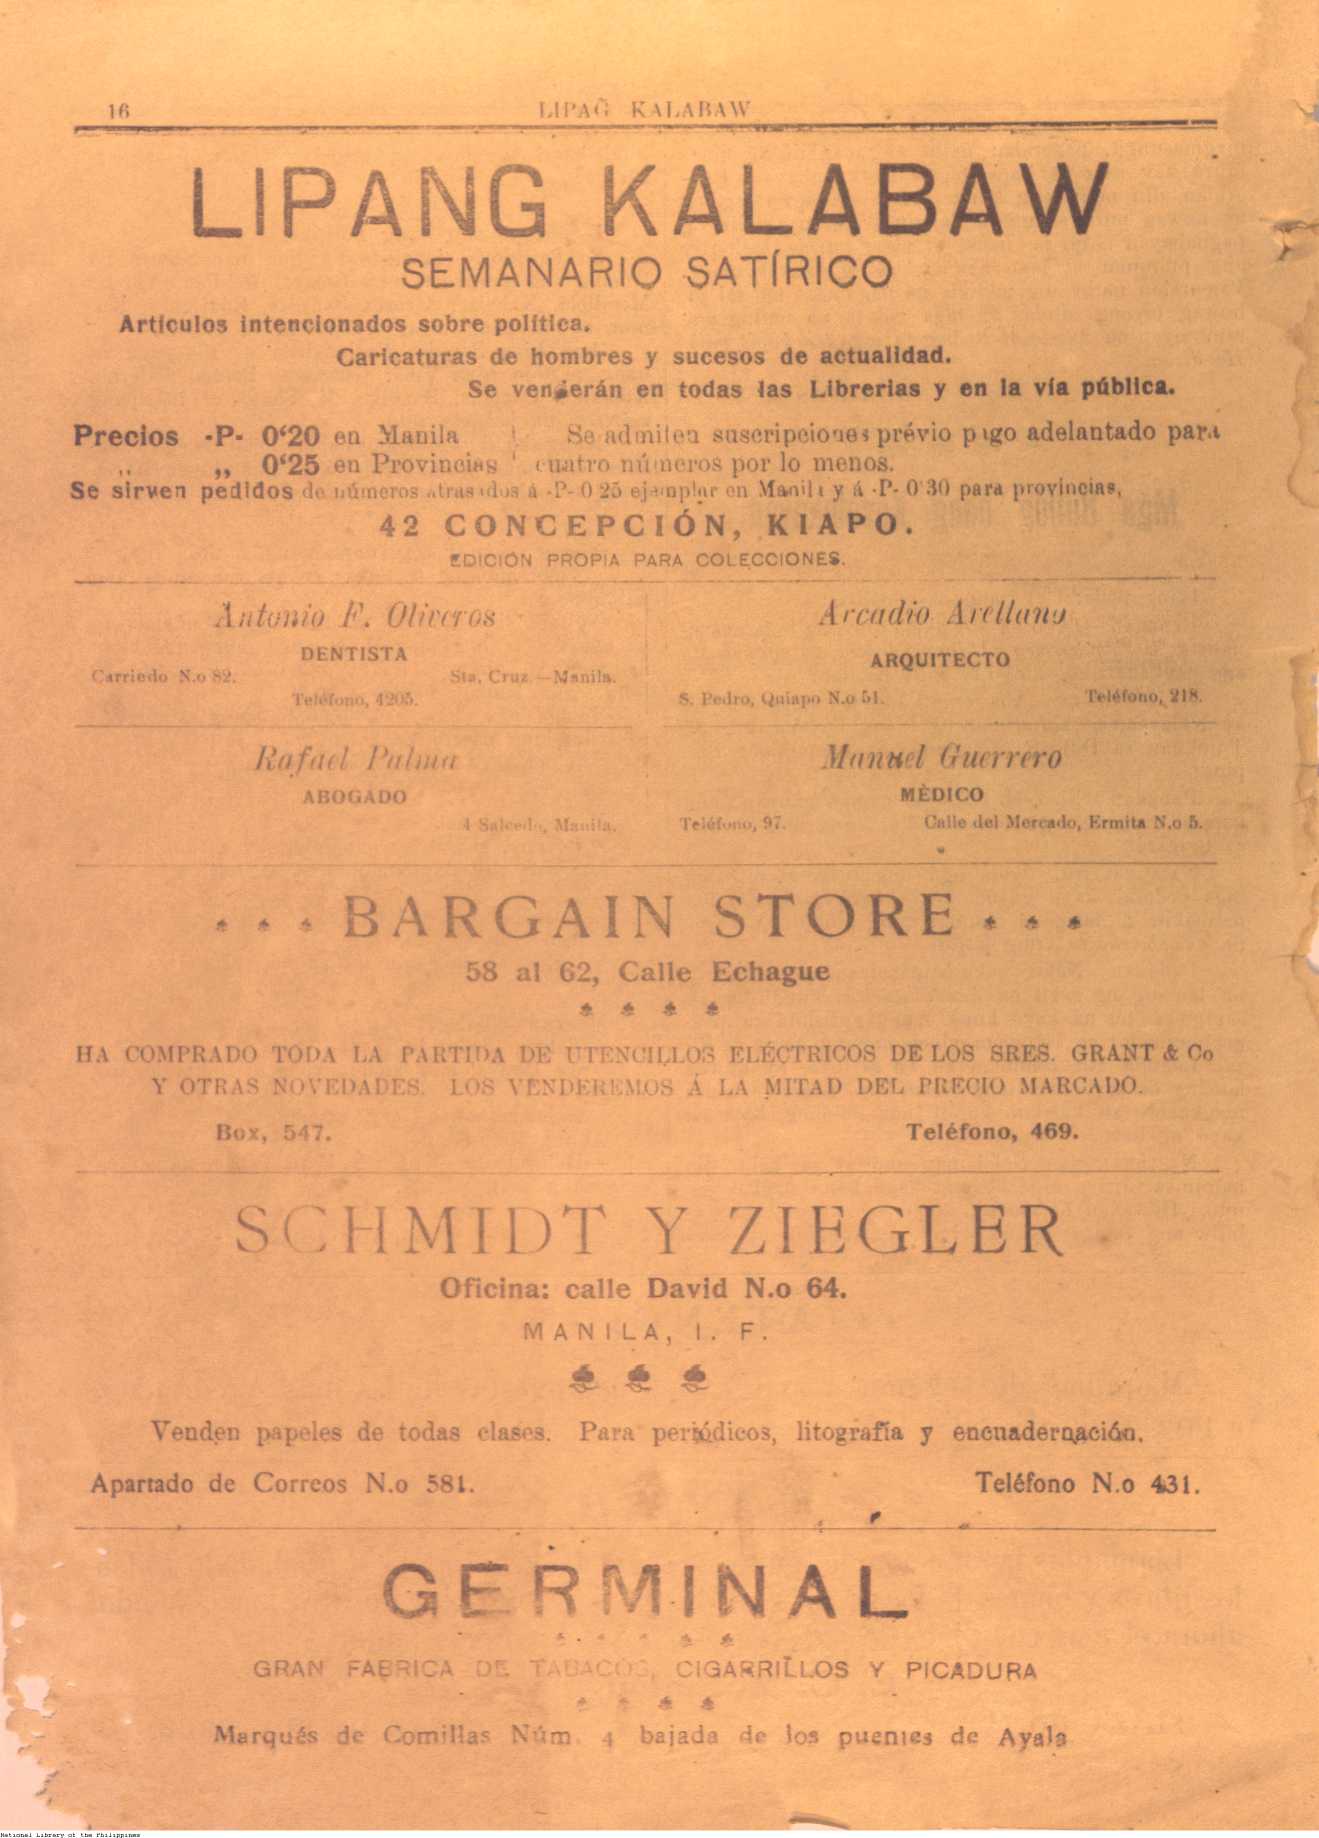 16
LIPAG̃ KALABAW
LIPANG KALABAW
SEMANARIO SATÍRICO
Artículos intencionados sobre política.
Caricaturas de hombres y sucesos de actualidad.
Se venderán en todas las Librerias y en la vía pública.
Precios -P- 0‘20 en Manila
„ „ 0‘25 en Provincias
Se admiten suscripciones prévio pago adelantado para
cuatro números por lo menos.
Se sirven pedidos de números atrasados á -P- 0‘25 ejemplar en Manila y á -P- 0‘30 para provincias,
42 CONCEPCIÓN, KIAPO.
EDICIÓN PROPIA PARA COLECCIONES.
Antonio F. Oliveros
DENTISTA
Carriedo N.o 82. Sta, Cruz.—Manila.
Teléfono, 4205.
Arcadio Arellano
ARQUITECTO
S. Pedro, Quiapo N.o 51. Teléfono, 218.
Rafael Palma
ABOGADO
4 Salcedo, Manila.
Manuel Guerrero
MÈDICO
Teléfono, 97. Calle del Mercado, Ermita N.o 5.
BARGAIN STORE
58 al 62, Calle Echague
HA COMPRADO TODA LA PARTIDA DE UTENCILLOS ELÉCTRICOS DE LOS SRES. GRANT & Co
Y OTRAS NOVEDADES. LOS VENDEREMOS Á LA MITAD DEL PRECIO MARCADO.
Box, 547. Teléfono, 469.
SCHMIDT Y ZIEGLER
Oficina: calle David N.o 64.
MANILA, I. F.
Venden papeles de todas clases. Para periódicos, litografía y encuadernación.
Apartado de Correos N.o 581. Teléfono N.o 431.
GERMINAL
GRAN FABRICA DE TABACOS, CIGARRILLOS Y PICADURA
Marqués de Comillas Núm. 4 bajada de los puentes de Ayala
National Library of the Philippines